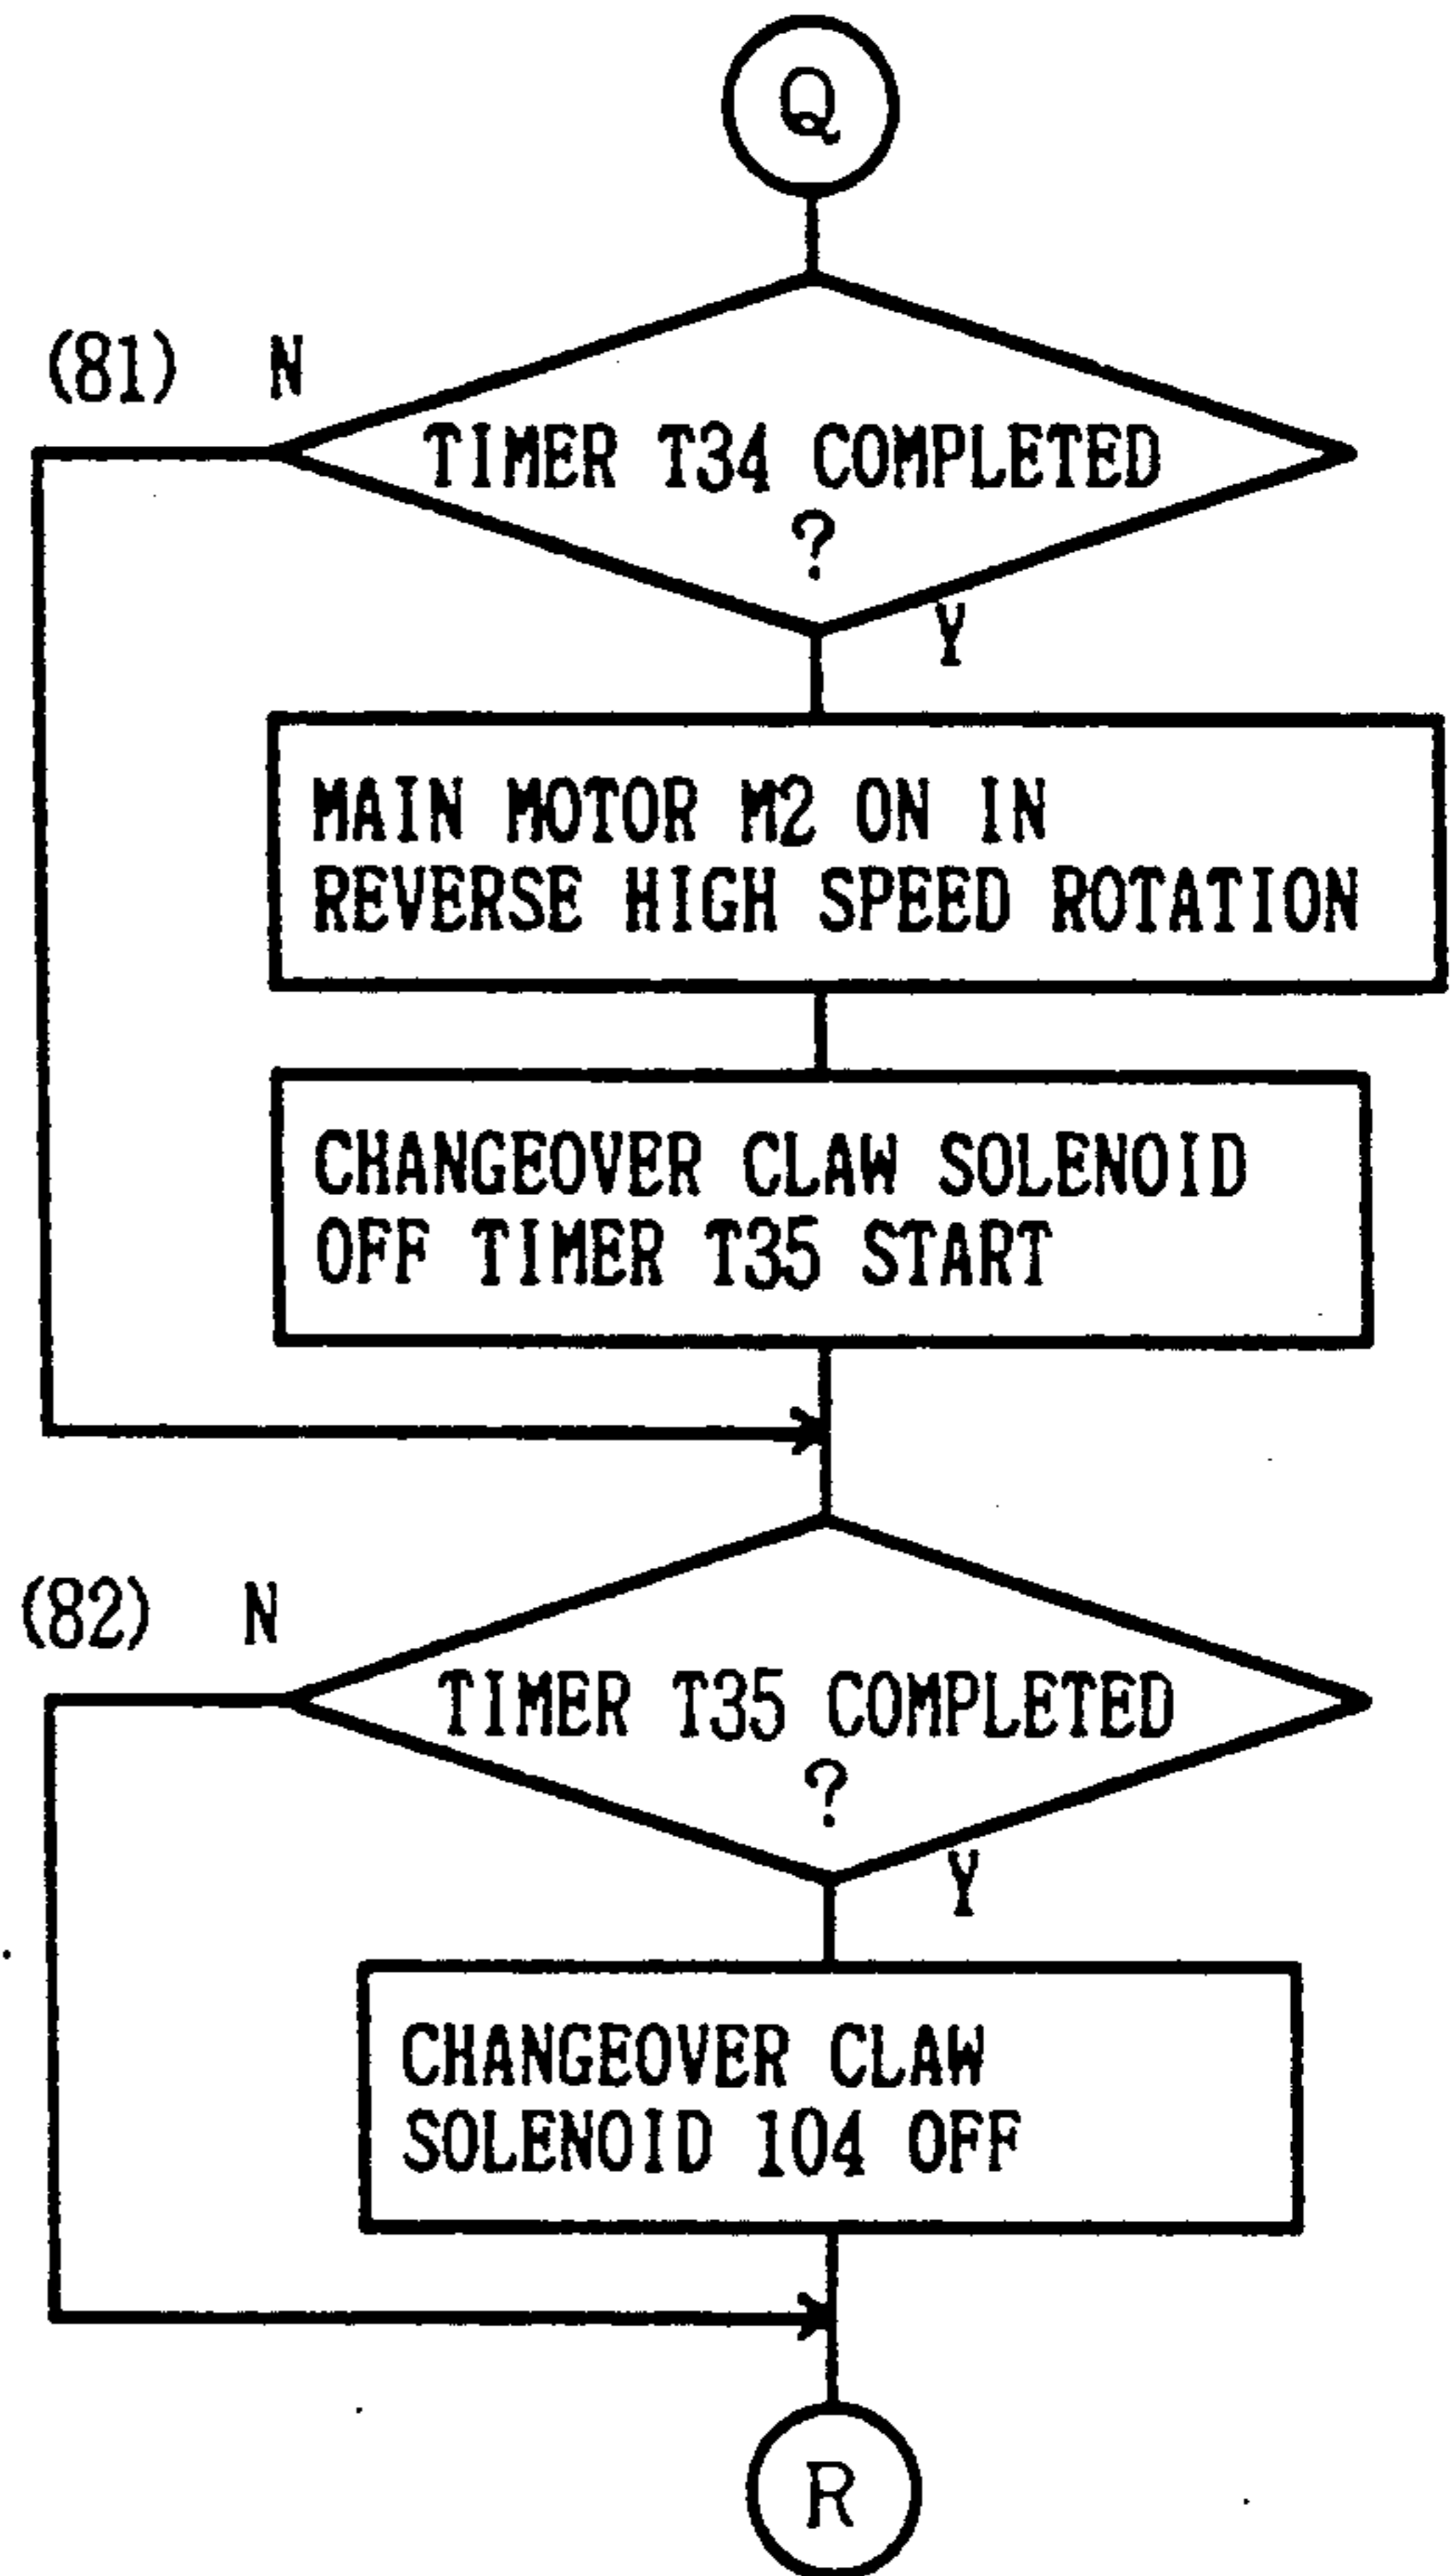 Q
(81) N
TIMER T34 COMPLETED
?
Y
MAIN MOTOR M2 ON IN
REVERSE HIGH SPEED ROTATION
CHANGEOVER CLAW SOLENOID
OFF TIMER T35 START
(82) N
TIMER T35 COMPLETED
?
Y
CHANGEOVER CLAW
SOLENOID 104 OFF
R